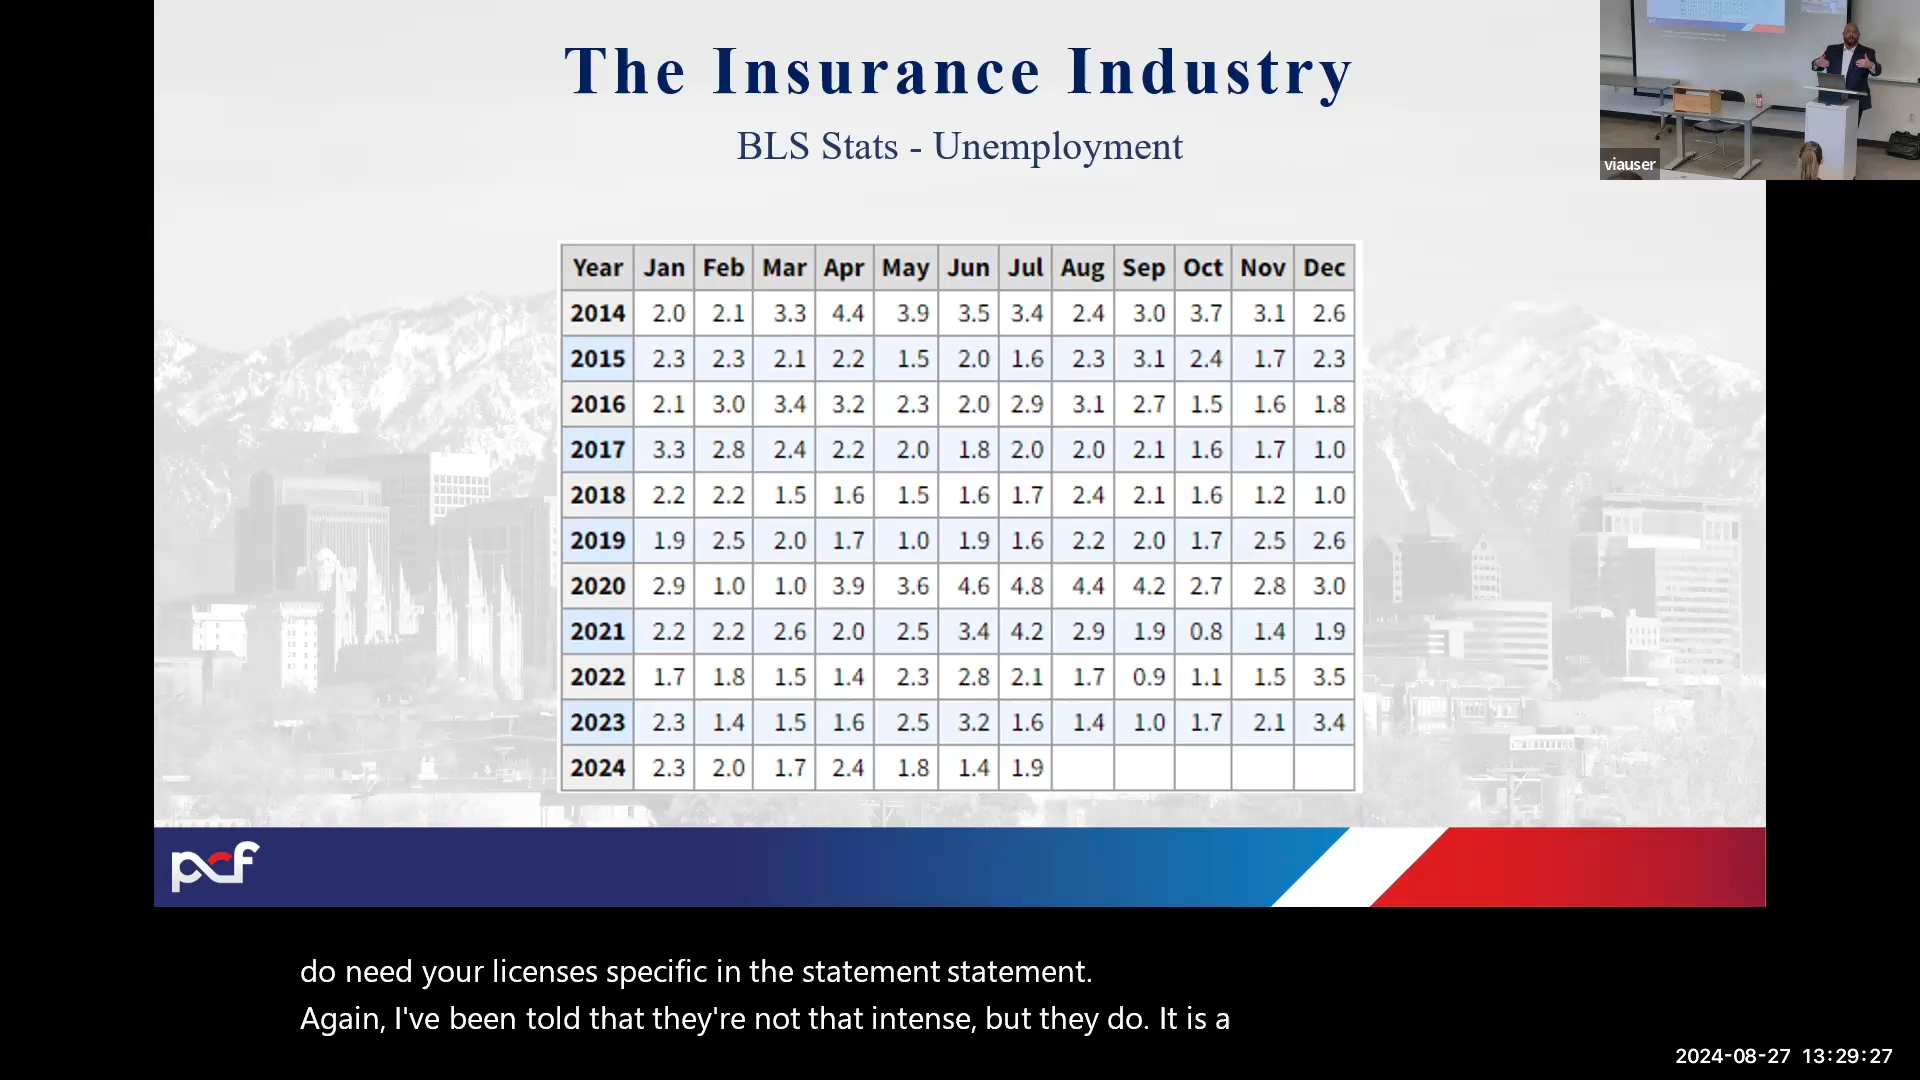 The Insurance Industry
BLS Stats - Unemployment
viauser
Year Jan Feb Mar Apr May Jun Jul Aug Sep Oct Nov Dec
2014 2.0 2.1 3.3 4.4 3.9 3.5 3.4 2.4 3.0 3.7 3.1 2.6
2015 2.3 2.3 2.1 2.2 1.5 2.0 1.6 2.3 3.1 2.4 1.7 2.3
2016 2.1 3.0 3.4 3.2 2.3 2.0 2.9 3.1 2.7 1.5 1.6 1.8
2017 3.3 2.8 2.4 2.2 2.0 1.8 2.0 2.0 2.1 1.6 1.7 1.0
2018 2.2 2.2 1.5 1.6 1.5 1.6 1.7 2.4 2.1 1.6 1.2 1.0
2019 1.9 2.5 2.0 1.7 1.0 1.9 1.6 2.2 2.0 1.7 2.5 2.6
2020 2.9 1.0 1.0 3.9 3.6 4.6 4.8 4.4 4.2 2.7 2.8 3.0
2021 2.2 2.2 2.6 2.0 2.5 3.4 4.2 2.9 1.9 0.8 1.4 1.9
2022 1.7 1.8 1.5 1.4 2.3 2.8 2.1 1.7 0.9 1.1 1.5 3.5
2023 2.3 1.4 1.5 1.6 2.5 3.2 1.6 1.4 1.0 1.7 2.1 3.4
2024 2.3 2.0 1.7 2.4 1.8 1.4 1.9
pcf
do need your licenses specific in the statement statement.
Again, I've been told that they're not that intense, but they do. It is a
2024-08-27 13:29:27